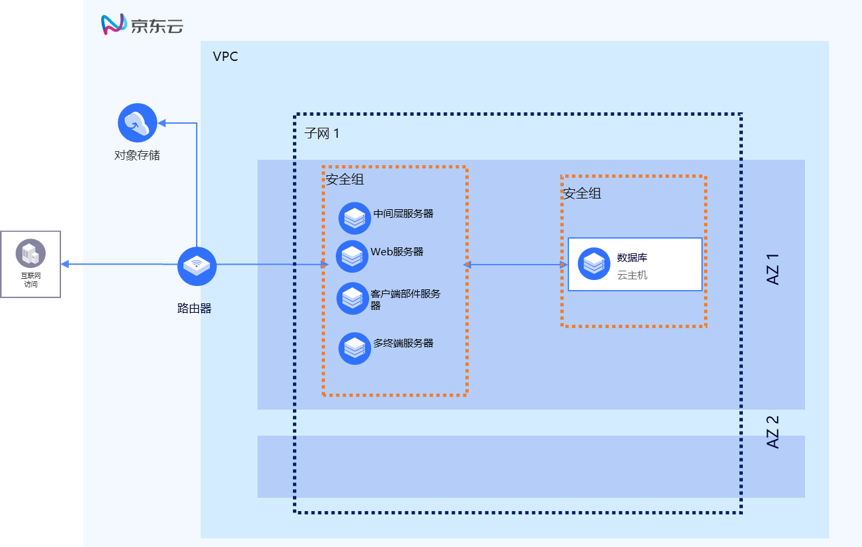 京东云
VPC
子网 1
对象存储
安全组
中间层服务器
Web服务器
客户端部件服务
器
多终端服务器
安全组
数据库
云主机
AZ 1
互联网
访问
路由器
AZ 2